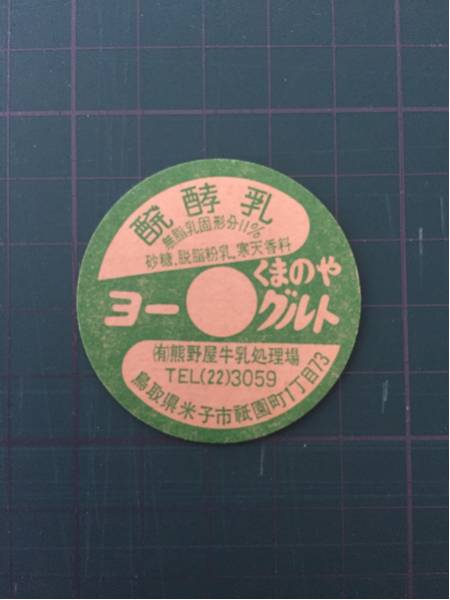 醗酵乳
無脂乳固形分11%
砂糖、脱脂粉乳、寒天香料
くまのや
ヨーグルト
㈲熊野屋牛乳処理場
TEL(22)3059
鳥取県米子市祇園町1丁目73